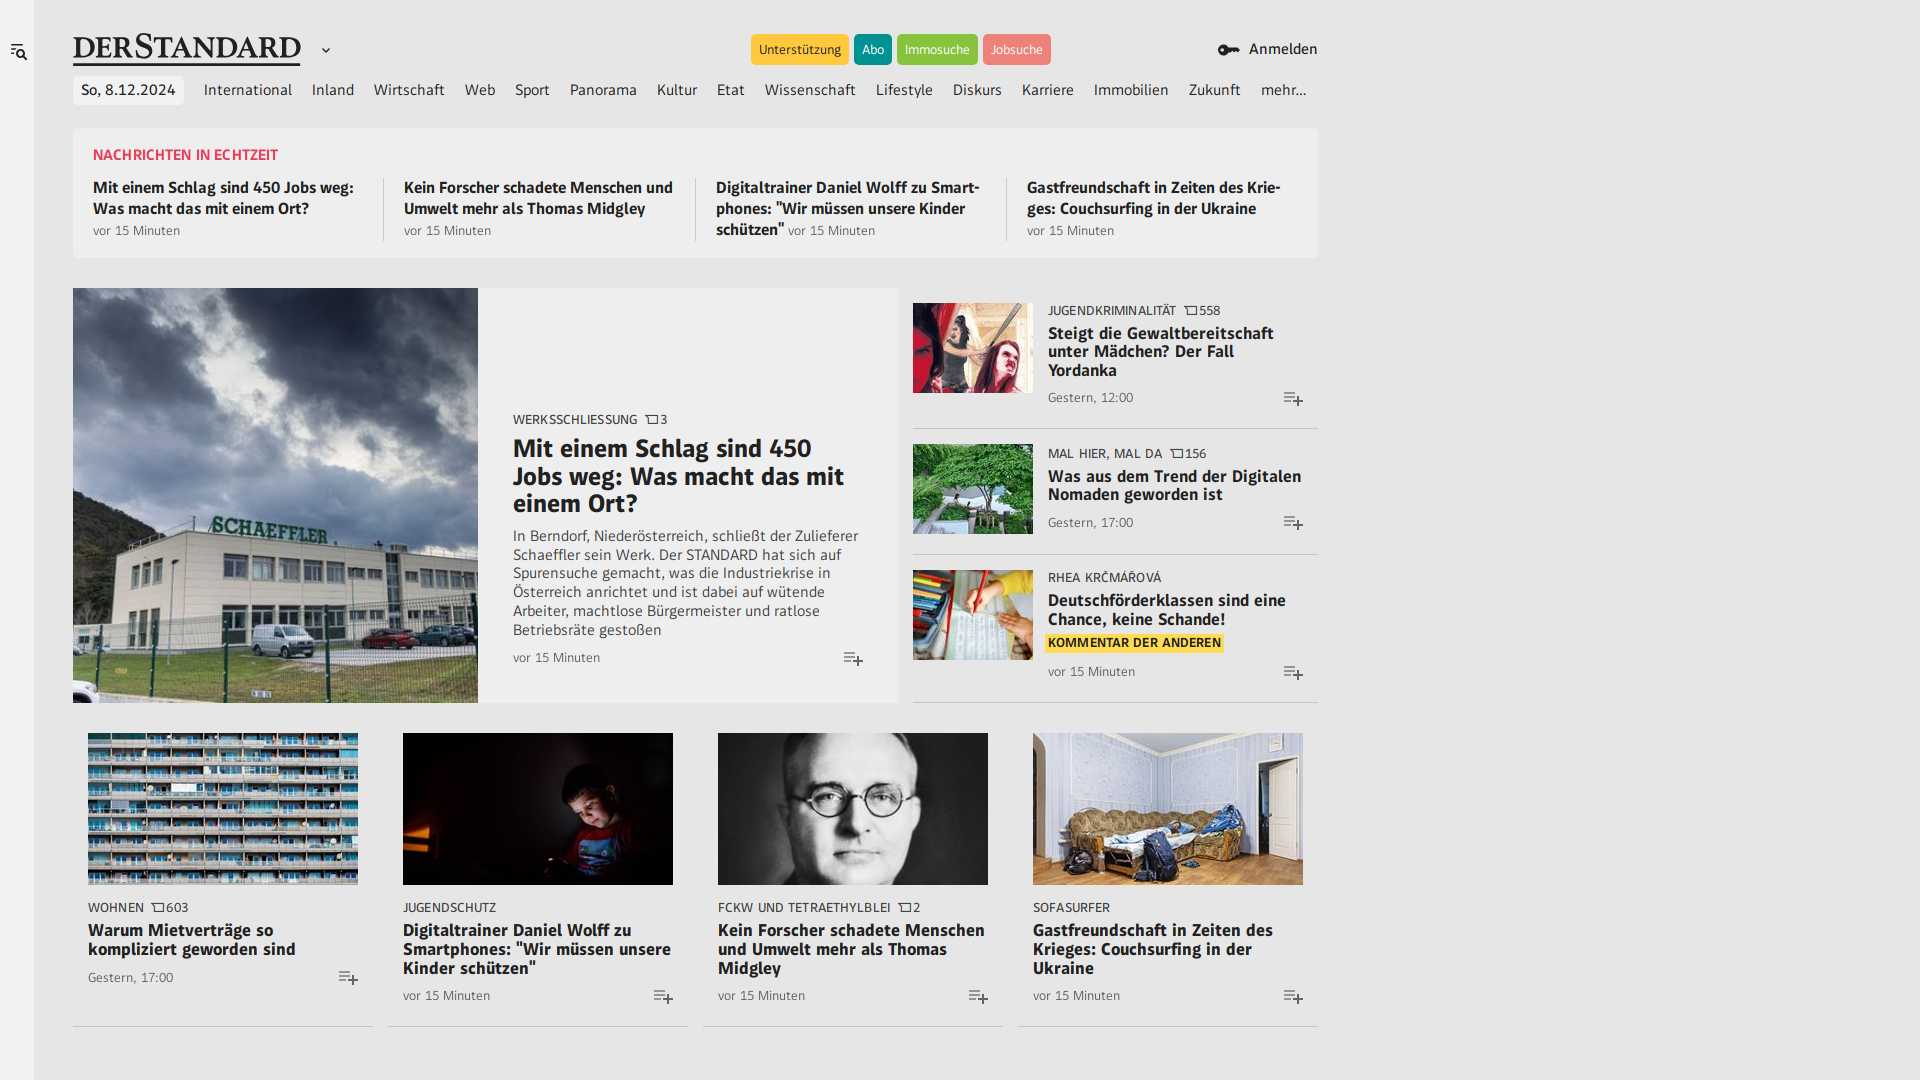 DERSTANDARD
Unterstützung
Abo
Immosuche
Jobsuche
Anmelden
So, 8.12.2024
International
Inland
Wirtschaft
Web
Sport
Panorama
Kultur
Etat
Wissenschaft
Lifestyle
Diskurs
Karriere
Immobilien
Zukunft
mehr...
NACHRICHTEN IN ECHTZEIT
Mit einem Schlag sind 450 Jobs weg:
Was macht das mit einem Ort?
vor 15 Minuten
Kein Forscher schadete Menschen und
Umwelt mehr als Thomas Midgley
vor 15 Minuten
Digitaltrainer Daniel Wolff zu Smart-
phones: "Wir müssen unsere Kinder
schützen" vor 15 Minuten
Gastfreundschaft in Zeiten des Krie-
ges: Couchsurfing in der Ukraine
vor 15 Minuten
SCHAEFFLER
WERKSSCHLIESSUNG 3
Mit einem Schlag sind 450
Jobs weg: Was macht das mit
einem Ort?
In Berndorf, Niederösterreich, schließt der Zulieferer
Schaeffler sein Werk. Der STANDARD hat sich auf
Spurensuche gemacht, was die Industriekrise in
Österreich anrichtet und ist dabei auf wütende
Arbeiter, machtlose Bürgermeister und ratlose
Betriebsräte gestoßen
vor 15 Minuten
JUGENDKRIMINALITÄT 558
Steigt die Gewaltbereitschaft
unter Mädchen? Der Fall
Yordanka
Gestern, 12:00
MAL HIER, MAL DA 156
Was aus dem Trend der Digitalen
Nomaden geworden ist
Gestern, 17:00
RHEA KRČMÁŘOVÁ
Deutschförderklassen sind eine
Chance, keine Schande!
KOMMENTAR DER ANDEREN
vor 15 Minuten
WOHNEN 603
Warum Mietverträge so
kompliziert geworden sind
Gestern, 17:00
JUGENDSCHUTZ
Digitaltrainer Daniel Wolff zu
Smartphones: "Wir müssen unsere
Kinder schützen"
vor 15 Minuten
FCKW UND TETRAETHYLBLEI 2
Kein Forscher schadete Menschen
und Umwelt mehr als Thomas
Midgley
vor 15 Minuten
SOFASURFER
Gastfreundschaft in Zeiten des
Krieges: Couchsurfing in der
Ukraine
vor 15 Minuten